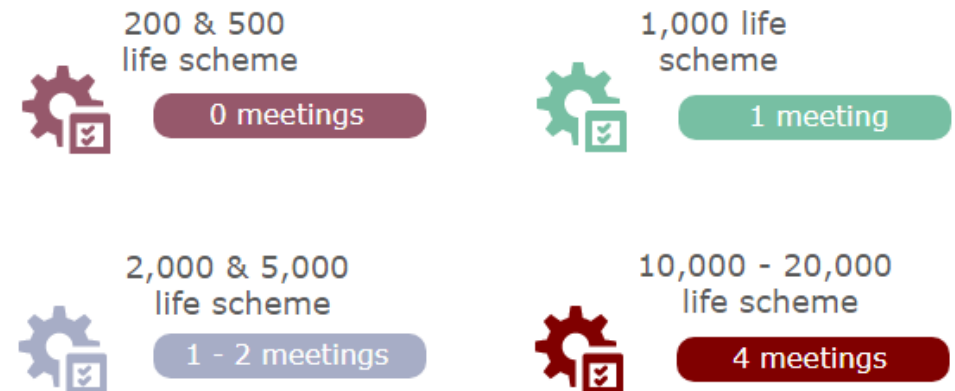 200 & 500
life scheme
0 meetings
1,000 life
scheme
1 meeting
2,000 & 5,000
life scheme
1 - 2 meetings
10,000 - 20,000
life scheme
4 meetings